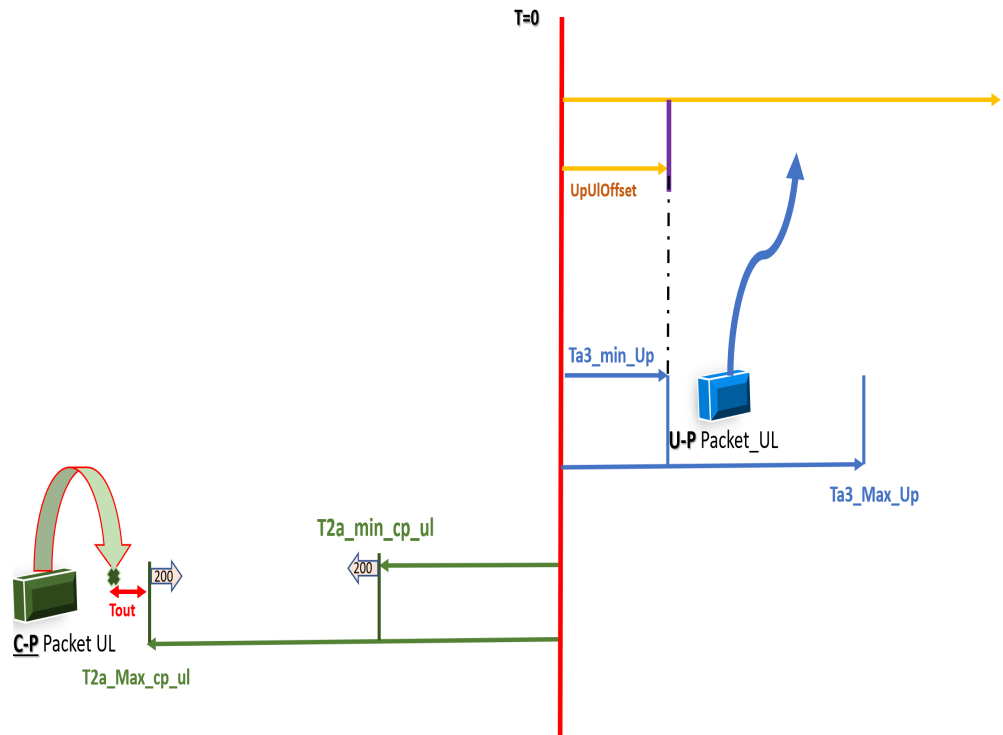 T=0
UpUlOffset
Ta3_min_Up
U-P Packet_UL
Ta3_Max_Up
T2a_min_cp_ul
200
200
Tout
C-P Packet UL
T2a_Max_cp_ul